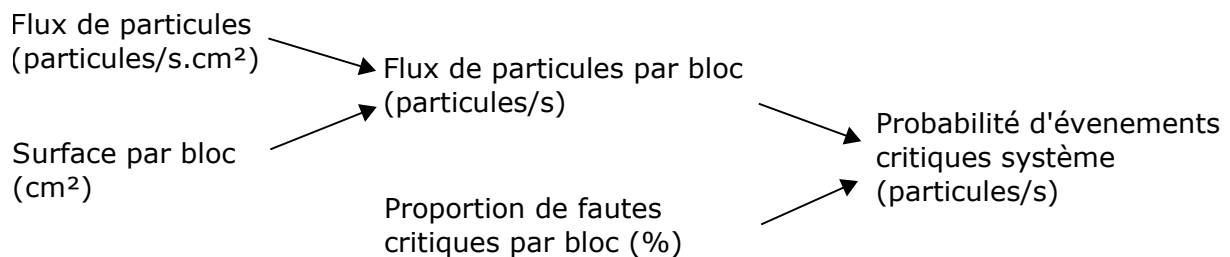 Flux de particules
(particules/s.cm²)
Flux de particules par bloc
(particules/s)
Surface par bloc
(cm²)
Proportion de fautes
critiques par bloc (%)
Probabilité d'évenements
critiques système
(particules/s)